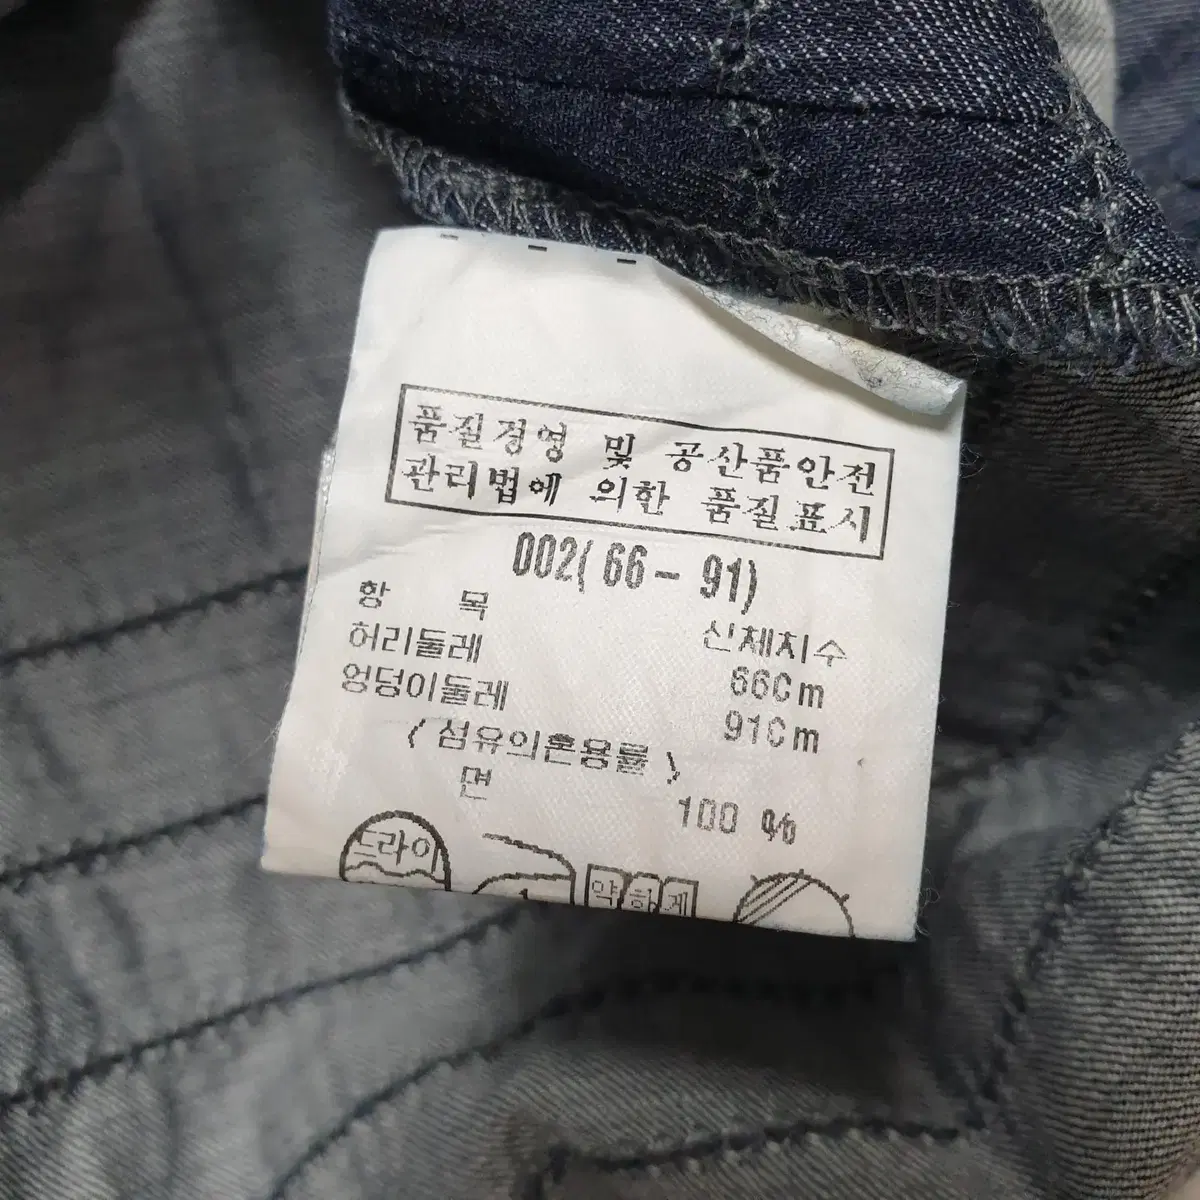 품질경영 및 공산품안전
관리법에 의한 품질표시
002(66- 91)
항 목 신체치수
허리둘레 66Cm
엉덩이둘레 91Cm
<섬유의혼용률>
면 100 %
드라이
약하게